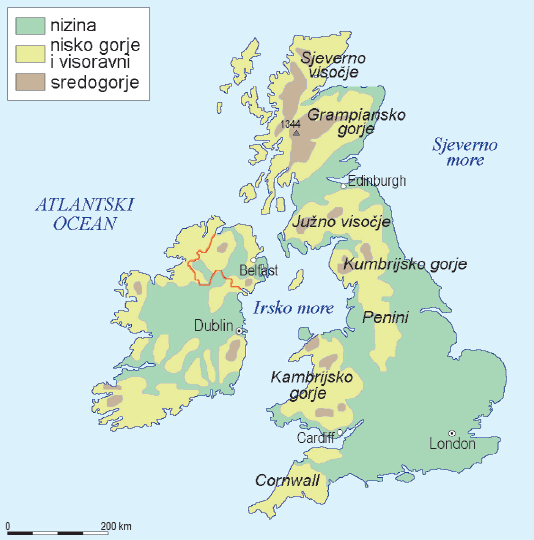 nizina
nisko gorje
i visoravni
sredogorje
Sjeverno
visočje
1344
Grampiansko
gorje
Sjeverno
more
Edinburgh
ATLANTSKI
OCEAN
Južno visočje
Belfast
Kumbrijsko gorje
Irsko more
Penini
Dublin
Kambrijsko
gorje
Cardiff
London
Cornwall
0
200 km